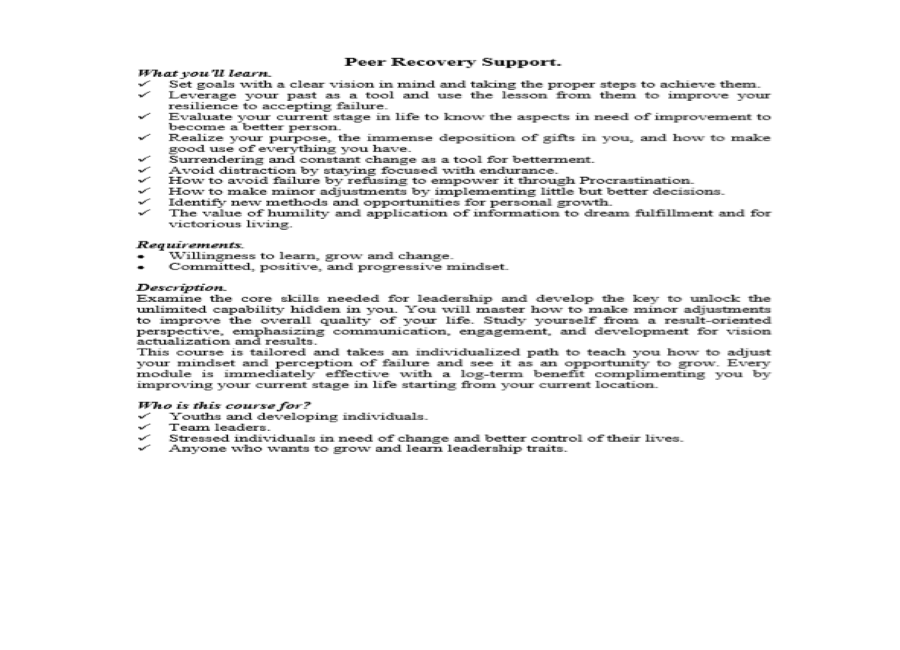 Peer Recovery Support.
What you'll learn.
✓ Set goals with a clear vision in mind and taking the proper steps to achieve them.
✓ Leverage your past as a tool and use the lesson from them to improve your
resilience to accepting failure.
✓ Evaluate your current stage in life to know the aspects in need of improvement to
become a better person.
✓ Realize your purpose, the immense deposition of gifts in you, and how to make
good use of everything you have.
✓ Surrendering and constant change as a tool for betterment.
✓ Avoid distraction by staying focused with endurance.
✓ How to avoid failure by refusing to empower it through Procrastination.
✓ How to make minor adjustments by implementing little but better decisions.
✓ Identify new methods and opportunities for personal growth.
✓ The value of humility and application of information to dream fulfillment and for
victorious living.
Requirements.
• Willingness to learn, grow and change.
• Committed, positive, and progressive mindset.
Description.
Examine the core skills needed for leadership and develop the key to unlock the
unlimited capability hidden in you. You will master how to make minor adjustments
to improve the overall quality of your life. Study yourself from a result-oriented
perspective, emphasizing communication, engagement, and development for vision
actualization and results.
This course is tailored and takes an individualized path to teach you how to adjust
your mindset and perception of failure and see it as an opportunity to grow. Every
module is immediately effective with a log-term benefit complimenting you by
improving your current stage in life starting from your current location.
Who is this course for?
✓ Youths and developing individuals.
✓ Team leaders.
✓ Stressed individuals in need of change and better control of their lives.
✓ Anyone who wants to grow and learn leadership traits.